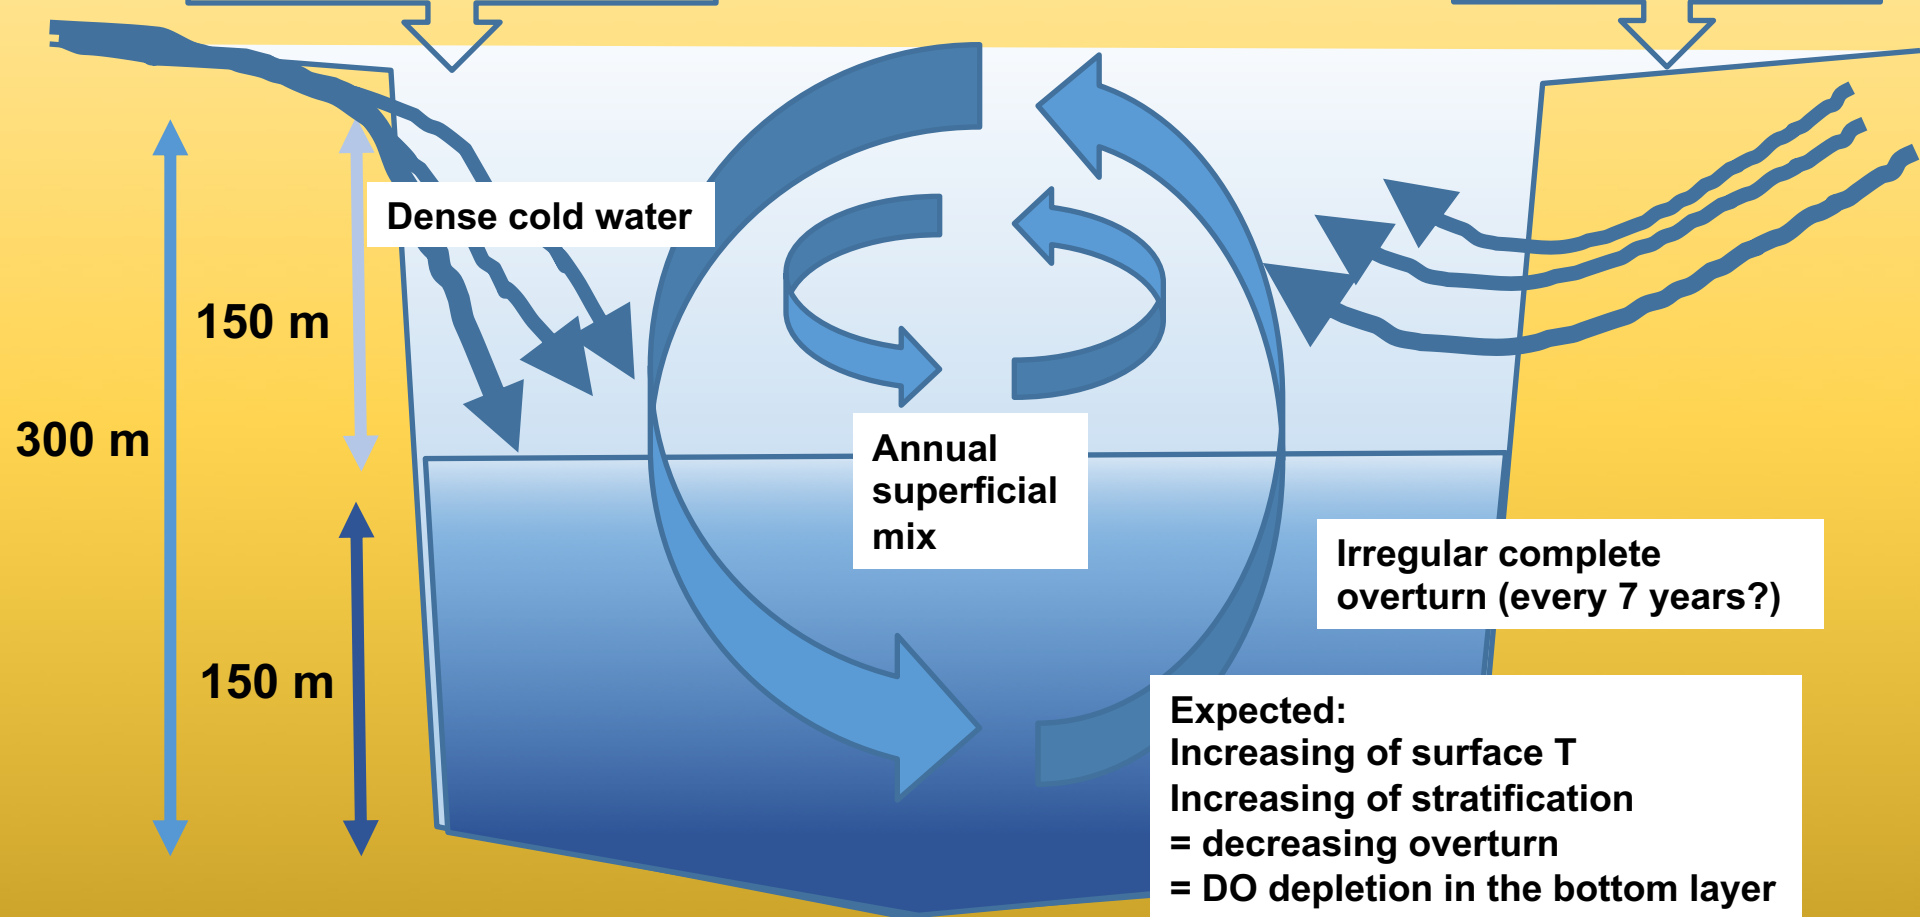 Dense cold water
150 m
300 m
Annual
superficial
mix
Irregular complete
overturn (every 7 years?)
150 m
Expected:
Increasing of surface T
Increasing of stratification
= decreasing overturn
= DO depletion in the bottom layer